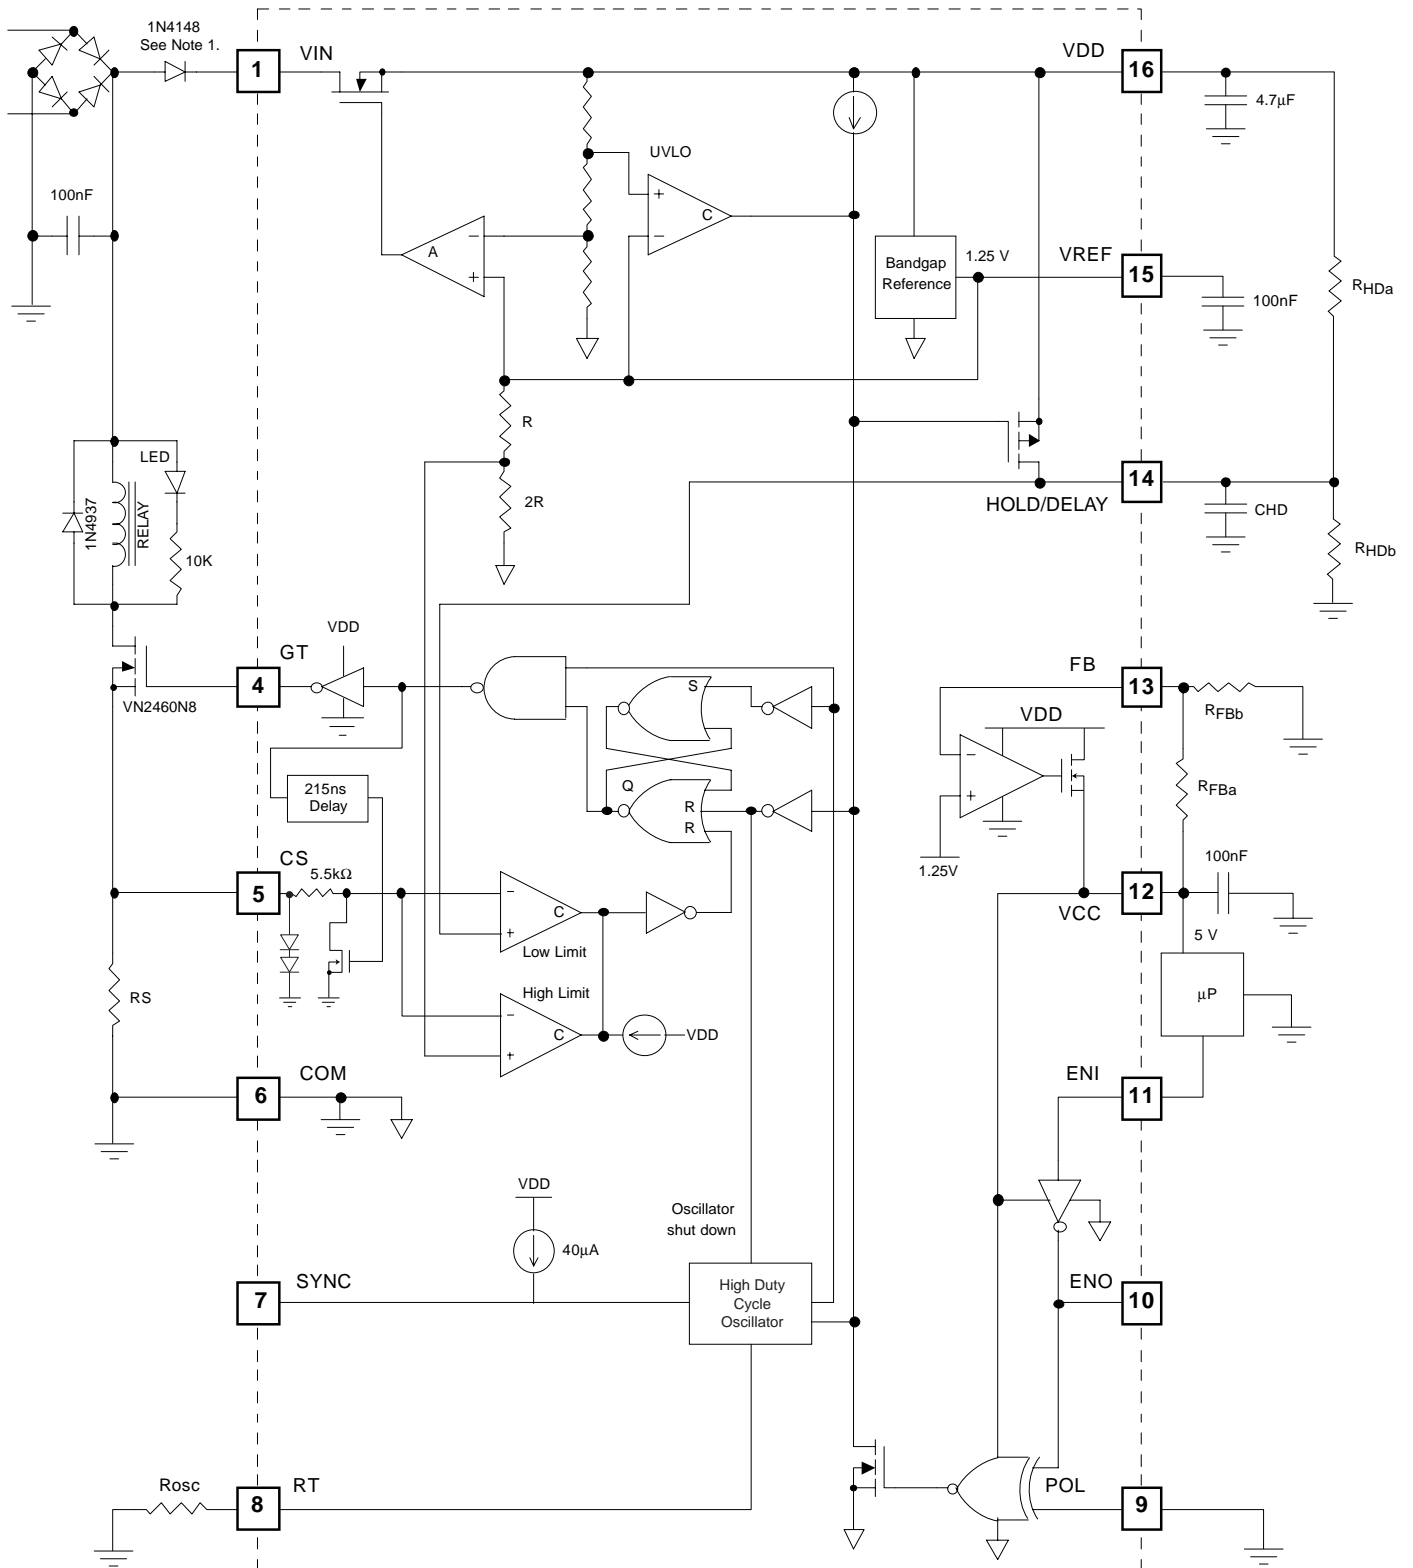 1N4148
See Note 1.
1
VIN
VDD
16
4.7µF
UVLO
+
C
−
100nF
A
−
+
Bandgap
Reference
1.25 V
VREF
15
100nF
RHDa
R
2R
HOLD/DELAY
14
CHD
RHDb
LED
1N4937
RELAY
10K
VDD
GT
4
VN2460N8
S
Q
R
R
215ns
Delay
FB
13
RFBb
VDD
−
+
1.25V
RFBa
100nF
VCC
12
5 V
µP
CS
5
5.5kΩ
−
C
+
Low Limit
High Limit
−
C
+
VDD
RS
COM
6
ENI
11
VDD
40µA
Oscillator
shut down
SYNC
7
High Duty
Cycle
Oscillator
ENO
10
Rosc
8
RT
POL
9